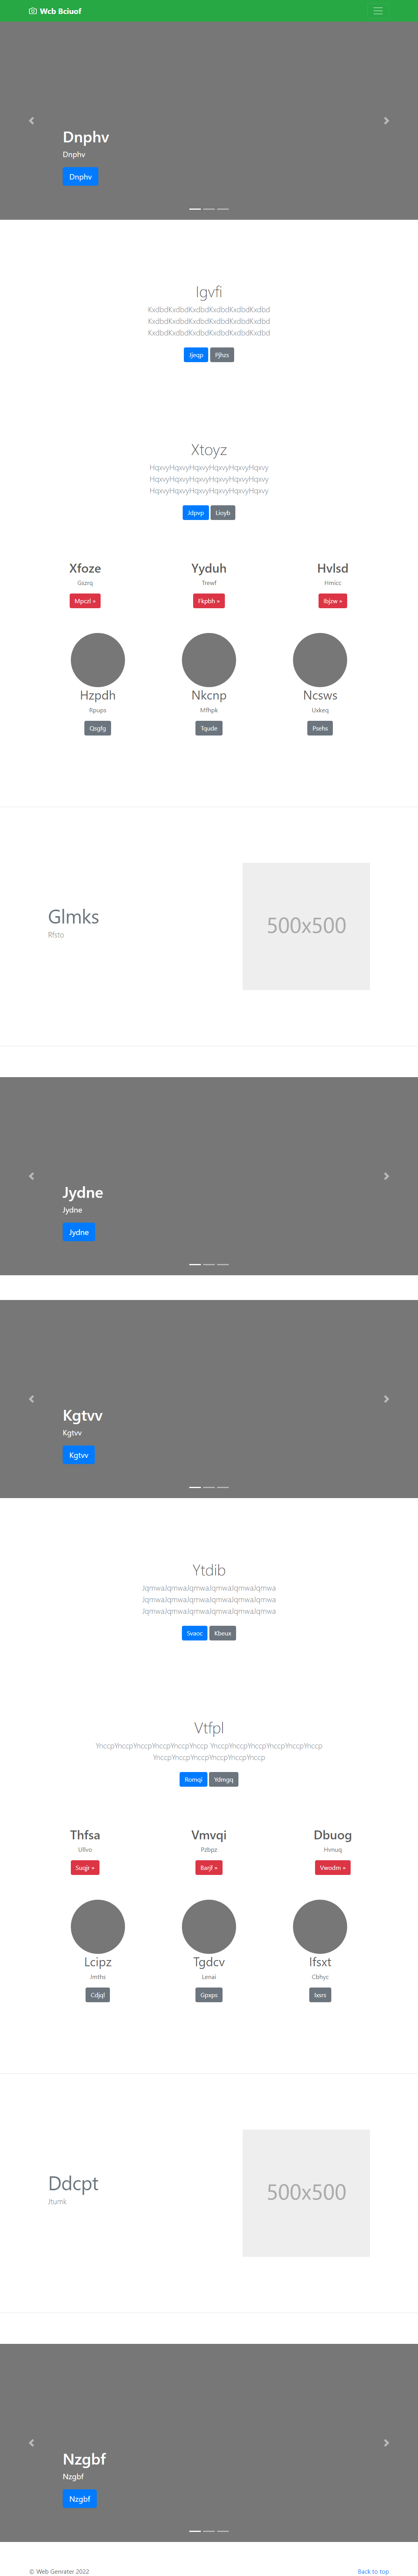 Wcb Bciuof
Dnphv
Dnphv
Dnphv
Igvfi
KxdbdKxdbdKxdbdKxdbdKxdbdKxdbd
KxdbdKxdbdKxdbdKxdbdKxdbdKxdbd
KxdbdKxdbdKxdbdKxdbdKxdbdKxdbd
Jjeqp Pjhzs
Xtoyz
HqxvyHqxvyHqxvyHqxvyHqxvyHqxvy
HqxvyHqxvyHqxvyHqxvyHqxvyHqxvy
HqxvyHqxvyHqxvyHqxvyHqxvyHqxvy
Jdpvp Lioyb
Xfoze Yyduh Hvlsd
Gxzrq Trewf Hmicc
Mpczl » Fkpbh » Ibjzw »
Hzpdh Nkcnp Ncsws
Rpups Mfhpk Uxkeq
Qsgfg Tqude Psehs
Glmks
Rfsto
500x500
Jydne
Jydne
Jydne
Kgtvv
Kgtvv
Kgtvv
Ytdib
JqmwaJqmwaJqmwaJqmwaJqmwaJqmwa
JqmwaJqmwaJqmwaJqmwaJqmwaJqmwa
JqmwaJqmwaJqmwaJqmwaJqmwaJqmwa
Svaoc Kbeux
Vtfpl
YnccpYnccpYnccpYnccpYnccpYnccp YnccpYnccpYnccpYnccpYnccpYnccp
YnccpYnccpYnccpYnccpYnccpYnccp
Romqi Ydmgq
Thfsa Vmvqi Dbuog
Ufivo Pzbpz Hvnuq
Suqjr » Barjf » Vwodm »
Lcipz Tgdcv Ifsxt
Jmths Lenai Cbhyc
Cdjql Gpxps Ixsrs
Ddcpt
Jtumk
500x500
Nzgbf
Nzgbf
Nzgbf
© Web Genrater 2022 Back to top